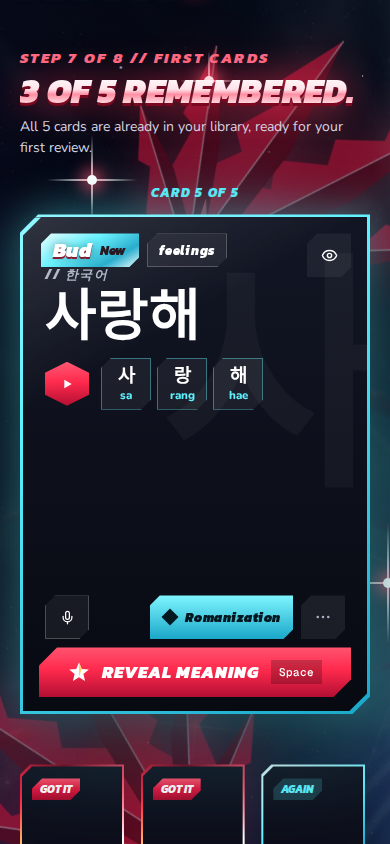 STEP 7 OF 8 // FIRST CARDS
3 OF 5 REMEMBERED.
All 5 cards are already in your library, ready for your
first review.
CARD 5 OF 5
Bud New feelings
// 한국어
사랑해
사 랑 해
sa rang hae
Romanization
REVEAL MEANING Space
GOT IT GOT IT AGAIN